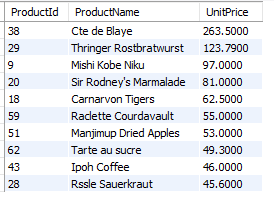 ProductId ProductName UnitPrice
38 Cte de Blaye 263.5000
29 Thringer Rostbratwurst 123.7900
9 Mishi Kobe Niku 97.0000
20 Sir Rodney's Marmalade 81.0000
18 Carnarvon Tigers 62.5000
59 Raclette Courdavault 55.0000
51 Manjimup Dried Apples 53.0000
62 Tarte au sucre 49.3000
43 Ipoh Coffee 46.0000
28 Rssle Sauerkraut 45.6000